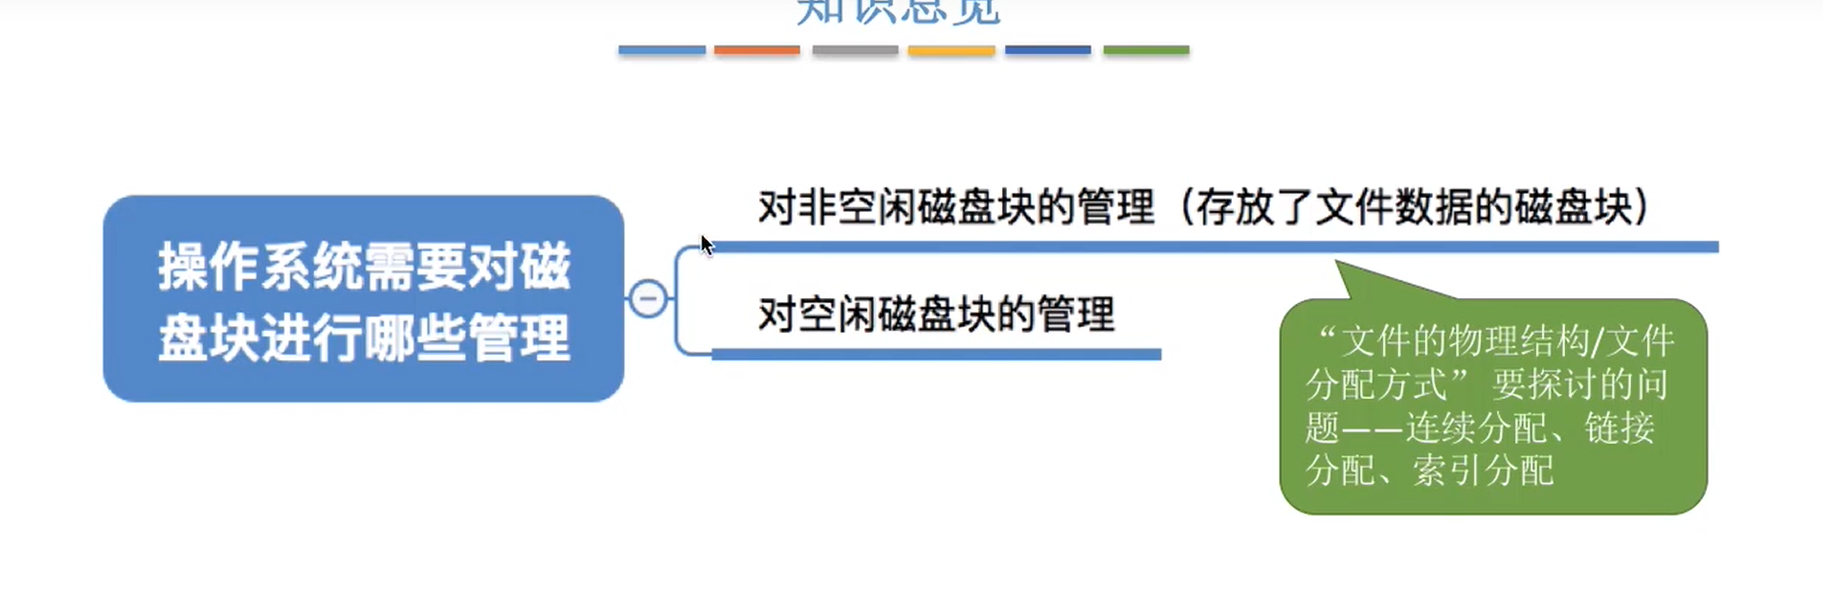 知识总览
对非空闲磁盘块的管理（存放了文件数据的磁盘块）
操作系统需要对磁
盘块进行哪些管理
对空闲磁盘块的管理
“文件的物理结构/文件
分配方式” 要探讨的问
题——连续分配、链接
分配、索引分配